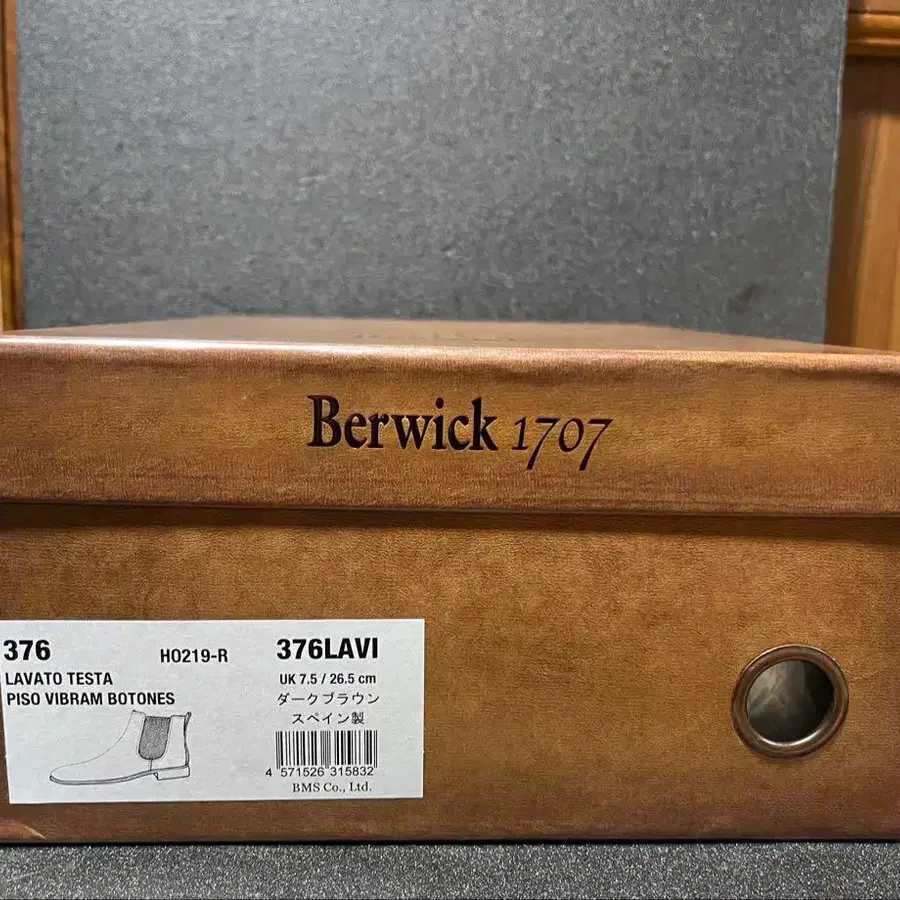 Berwick 1707
376
HO219-R
376LAVI
LAVATO TESTA
PISO VIBRAM BOTONES
UK 7.5 / 26.5 cm
ダークブラウン
スペイン製
4 571526 315832
BMS Co., Ltd.